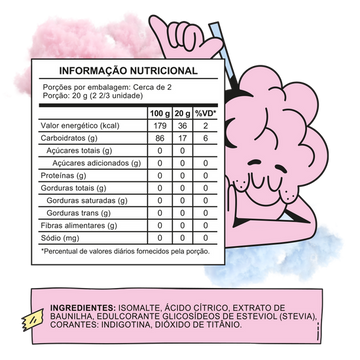 INFORMAÇÃO NUTRICIONAL
Porções por embalagem: Cerca de 2
Porção: 20 g (2 2/3 unidade)
100 g 20 g %VD*
Valor energético (kcal) 179 36 2
Carboidratos (g) 86 17 6
Açúcares totais (g) 0 0
Açúcares adicionados (g) 0 0 0
Proteínas (g) 0 0 0
Gorduras totais (g) 0 0 0
Gorduras saturadas (g) 0 0 0
Gorduras trans (g) 0 0 0
Fibras alimentares (g) 0 0 0
Sódio (mg) 0 0 0
*Percentual de valores diários fornecidos pela porção.
INGREDIENTES: ISOMALTE, ÁCIDO CÍTRICO, EXTRATO DE
BAUNILHA, EDULCORANTE GLICOSÍDEOS DE ESTEVIOL (STEVIA),
CORANTES: INDIGOTINA, DIÓXIDO DE TITÂNIO.